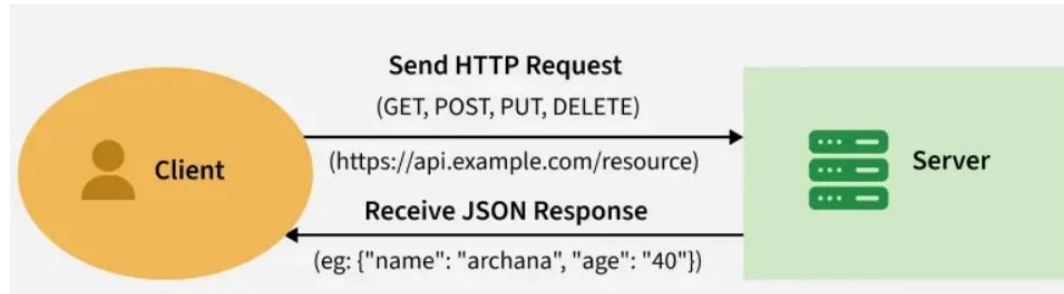 Send HTTP Request
(GET, POST, PUT, DELETE)
Client
(https://api.example.com/resource)
Server
Receive JSON Response
(eg: {"name": "archana", "age": "40"})